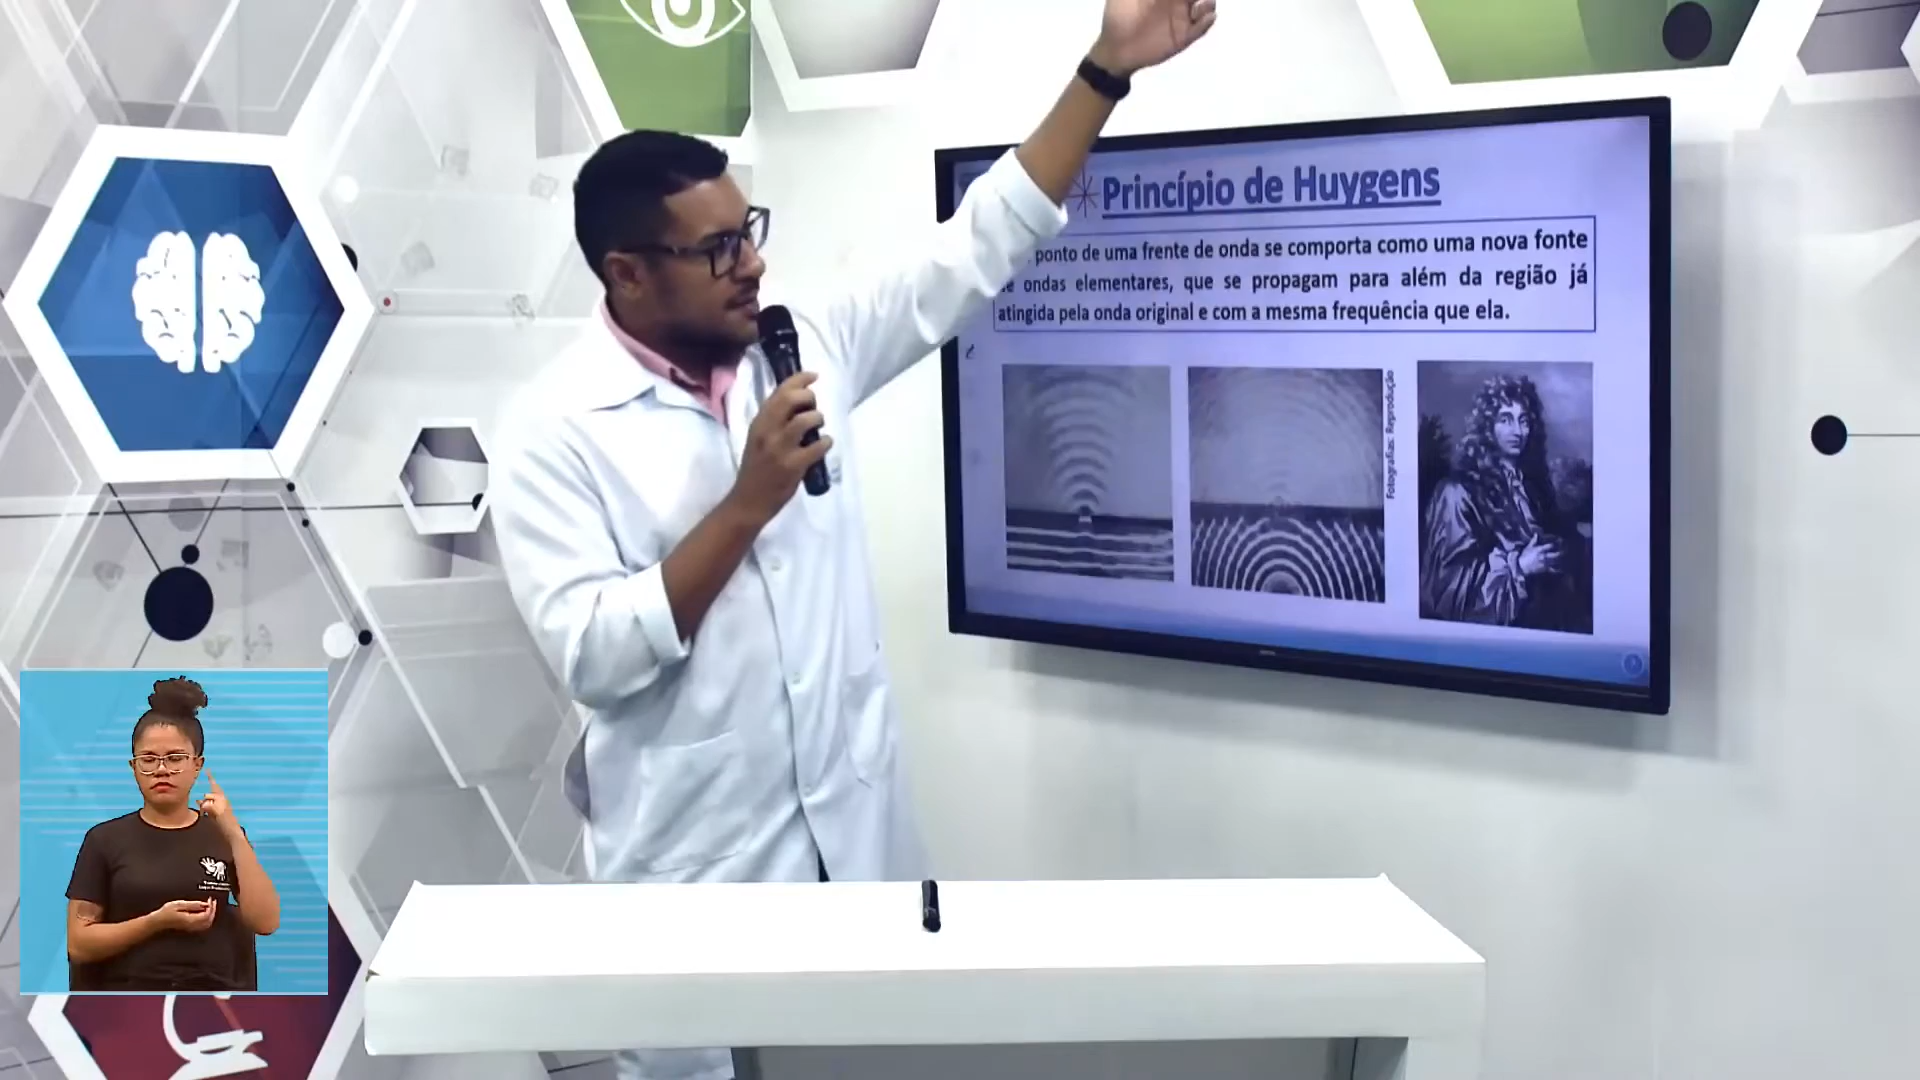 Princípio de Huygens
ponto de uma frente de onda se comporta como uma nova fonte
ondas elementares, que se propagam para além da região já
atingida pela onda original e com a mesma frequência que ela.
Fotografias: Reprodução